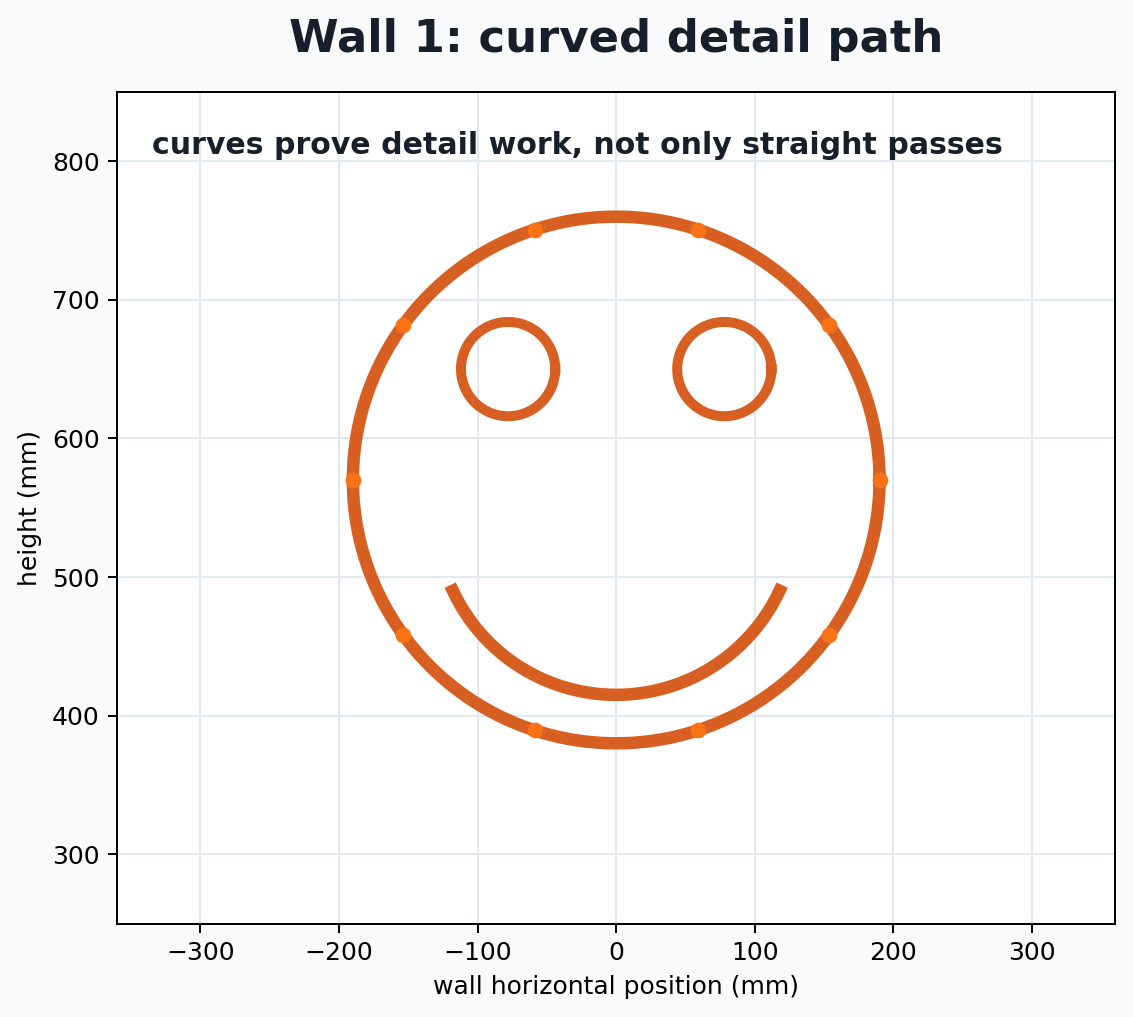 Wall 1: curved detail path
curves prove detail work, not only straight passes
800
700
600
500
400
300
height (mm)
−300 −200 −100 0 100 200 300
wall horizontal position (mm)